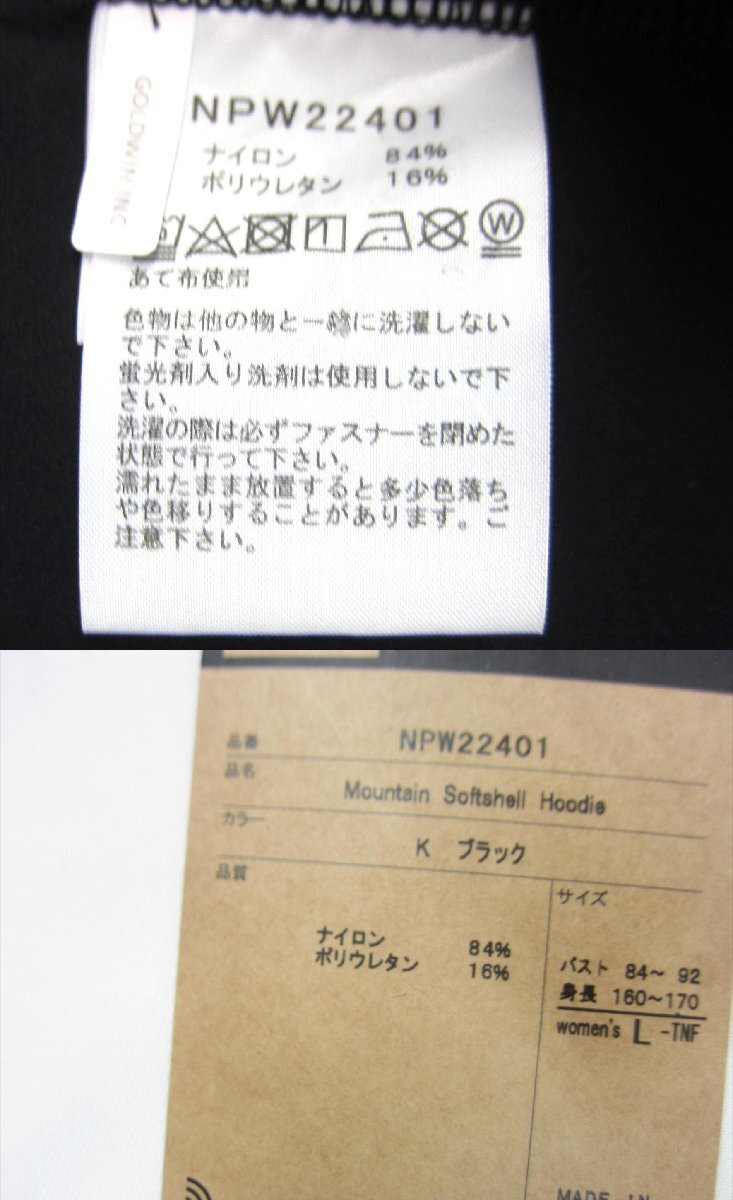 GOLDWIN INC
NPW22401
ナイロン 84%
ポリウレタン 16%
W
あて布使用
色物は他の物と一緒に洗濯しない
で下さい。
蛍光剤入り洗剤は使用しないで下
さい。
洗濯の際は必ずファスナーを閉めた
状態で行って下さい。
濡れたまま放置すると多少色落ち
や色移りすることがあります。ご
注意下さい。
品番 NPW22401
品名 Mountain Softshell Hoodie
カラー K ブラック
品質
ナイロン 84%
ポリウレタン 16%
サイズ
バスト 84～ 92
身長 160～170
women's L -TNF
MADE IN